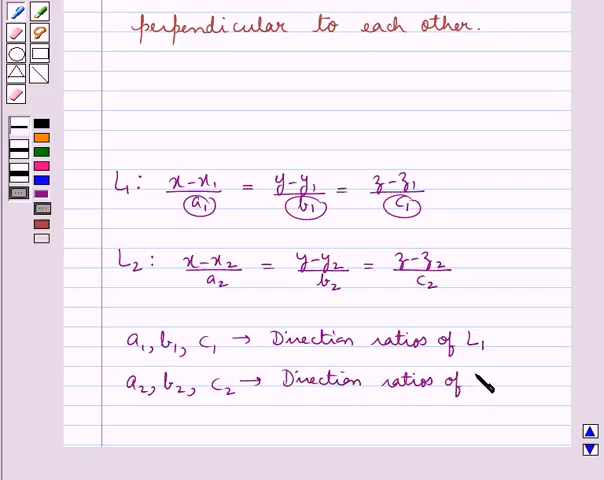 perpendicular to each other.
L1: x-x1/a1 = y-y1/b1 = z-z1/c1
L2: x-x2/a2 = y-y2/b2 = z-z2/c2
a1, b1, c1 → Direction ratios of L1
a2, b2, c2 → Direction ratios of